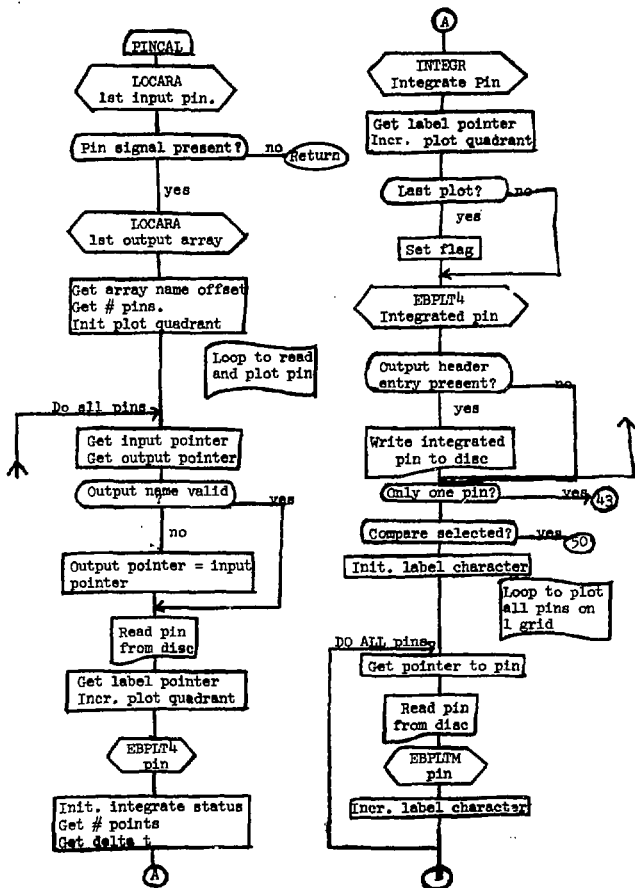 PINCAL
LOCARA
1st input pin.
Pin signal present?
no
Return
yes
LOCARA
1st output array
Get array name offset
Get # pins.
Init plot quadrant
Loop to read
and plot pin
Do all pins
Get input pointer
Get output pointer
Output name valid
yes
no
Output pointer = input
pointer
Read pin
from disc
Get label pointer
Incr. plot quadrant
EBPLT4
pin
Init. integrate status
Get # points
Get delta t
A
A
INTEGR
Integrate Pin
Get label pointer
Incr. plot quadrant
Last plot?
no
yes
Set flag
EBPLT4
Integrated pin
Output header
entry present?
no
yes
Write integrated
pin to disc
Only one pin?
yes
43
Compare selected?
yes
50
Init. label character
Loop to plot
all pins on
1 grid
DO ALL pins
Get pointer to pin
Read pin
from disc
EBPLTM
pin
Incr. label character
B